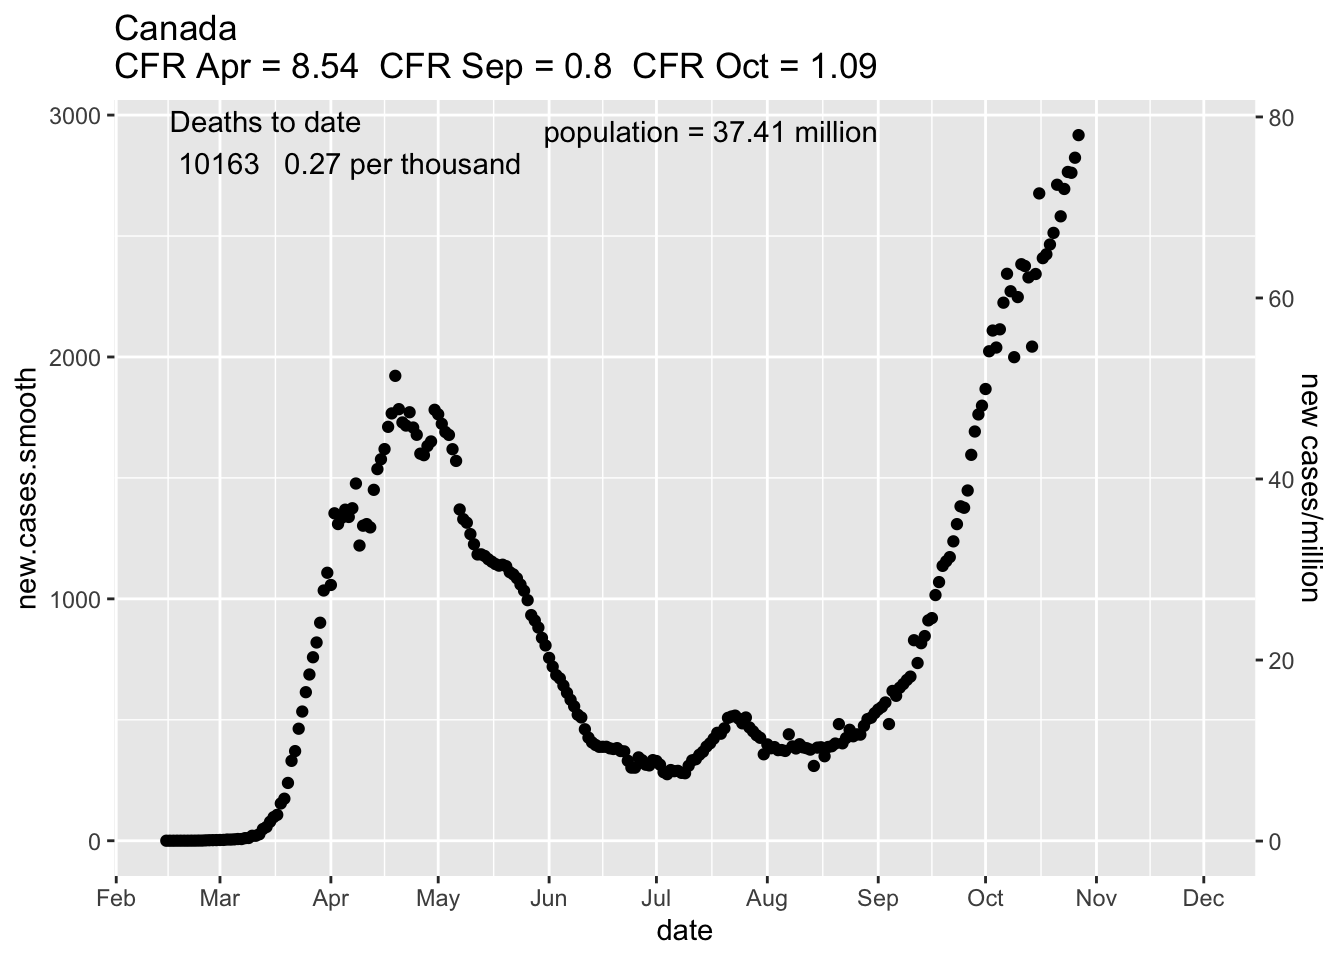 Canada
CFR Apr = 8.54  CFR Sep = 0.8  CFR Oct = 1.09
Deaths to date
10163   0.27 per thousand
population = 37.41 million
3000
2000
1000
0
new.cases.smooth
80
60
40
20
0
new cases/million
Feb Mar Apr May Jun Jul Aug Sep Oct Nov Dec
date